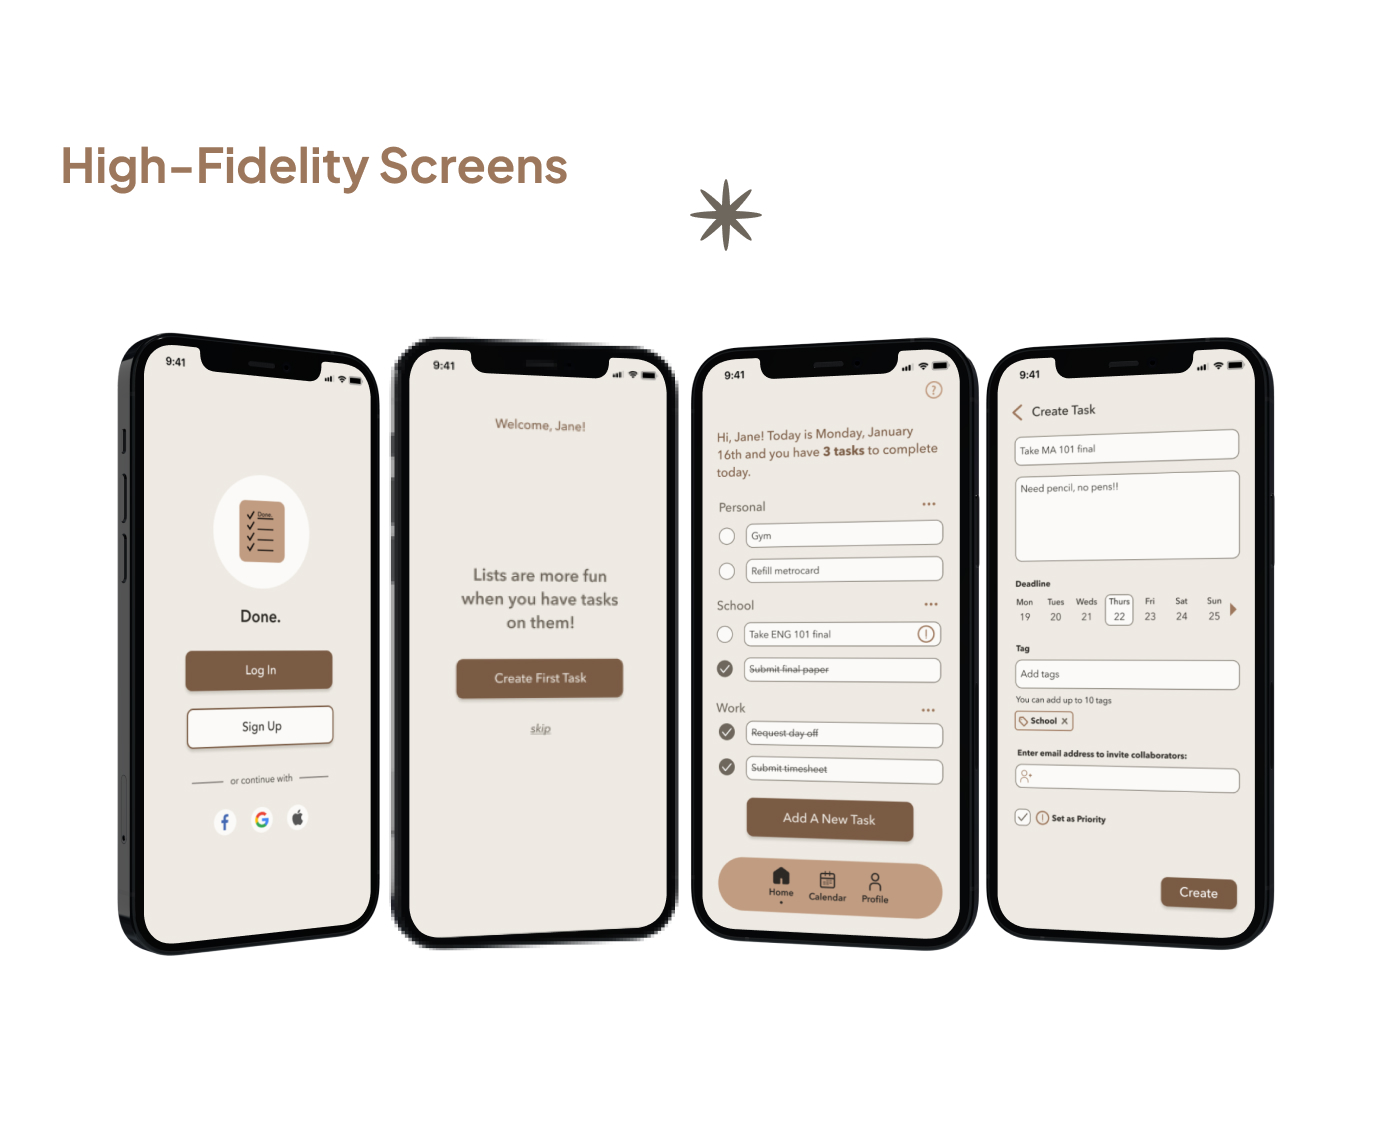 High-Fidelity Screens
9:41
Done.
Done.
Log In
Sign Up
or continue with
9:41
Welcome, Jane!
Lists are more fun
when you have tasks
on them!
Create First Task
skip
9:41
?
Hi, Jane! Today is Monday, January
16th and you have 3 tasks to complete
today.
Personal
Gym
Refill metrocard
School
Take ENG 101 final
Submit final paper
Work
Request day off
Submit timesheet
Add A New Task
Home
Calendar
Profile
9:41
Create Task
Take MA 101 final
Need pencil, no pens!!
Deadline
Mon Tues Weds Thurs Fri Sat Sun
19 20 21 22 23 24 25
Tag
Add tags
You can add up to 10 tags
School X
Enter email address to invite collaborators:
Set as Priority
Create